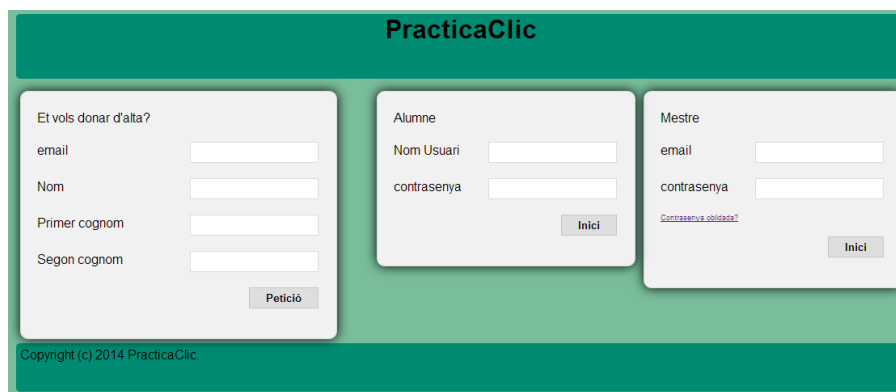 PracticaClic
Et vols donar d'alta?
email
Nom
Primer cognom
Segon cognom
Petició
Alumne
Nom Usuari
contrasenya
Inici
Mestre
email
contrasenya
Contrasenya oblidada?
Inici
Copyright (c) 2014 PracticaClic.